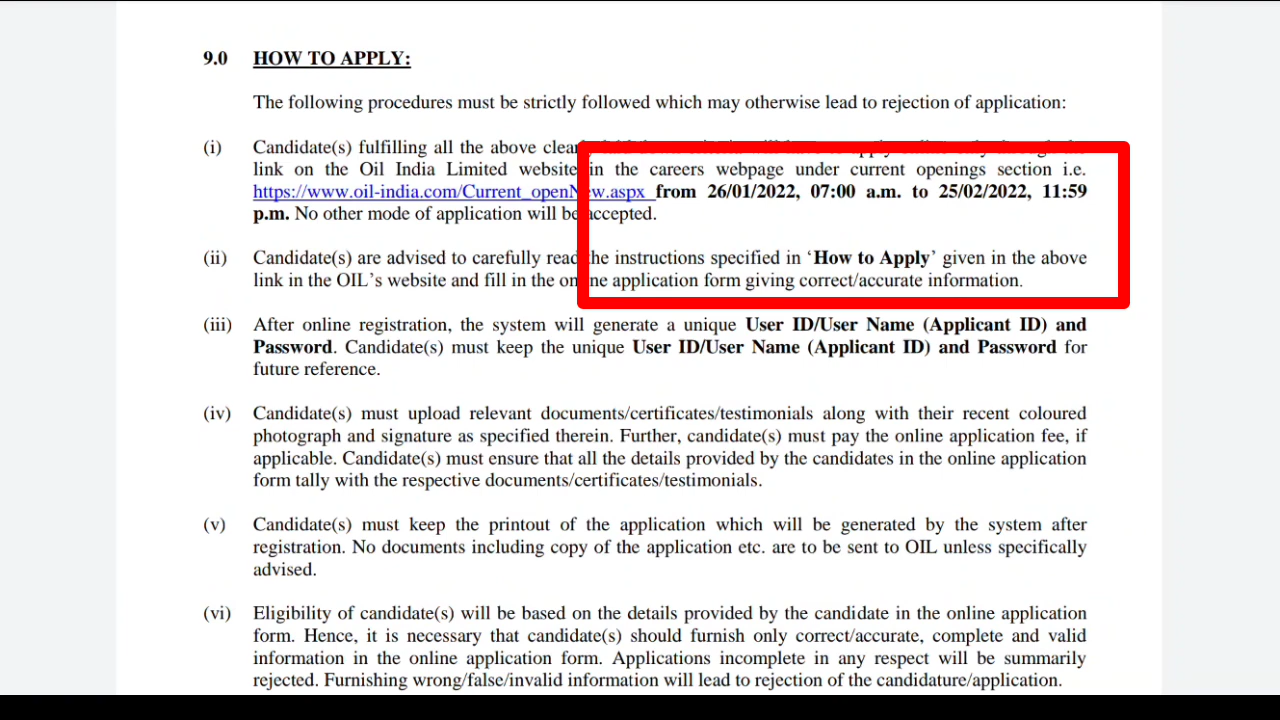 9.0 HOW TO APPLY:
The following procedures must be strictly followed which may otherwise lead to rejection of application:
(i) Candidate(s) fulfilling all the above
link on the Oil India Limited website in the careers webpage under current openings section i.e.
https://www.oil-india.com/Current_openNew.aspx from 26/01/2022, 07:00 a.m. to 25/02/2022, 11:59
p.m. No other mode of application will be accepted.
(ii) Candidate(s) are advised to carefully read the instructions specified in ‘How to Apply’ given in the above
link in the OIL’s website and fill in the online application form giving correct/accurate information.
(iii) After online registration, the system will generate a unique User ID/User Name (Applicant ID) and
Password. Candidate(s) must keep the unique User ID/User Name (Applicant ID) and Password for
future reference.
(iv) Candidate(s) must upload relevant documents/certificates/testimonials along with their recent coloured
photograph and signature as specified therein. Further, candidate(s) must pay the online application fee, if
applicable. Candidate(s) must ensure that all the details provided by the candidates in the online application
form tally with the respective documents/certificates/testimonials.
(v) Candidate(s) must keep the printout of the application which will be generated by the system after
registration. No documents including copy of the application etc. are to be sent to OIL unless specifically
advised.
(vi) Eligibility of candidate(s) will be based on the details provided by the candidate in the online application
form. Hence, it is necessary that candidate(s) should furnish only correct/accurate, complete and valid
information in the online application form. Applications incomplete in any respect will be summarily
rejected. Furnishing wrong/false/invalid information will lead to rejection of the candidature/application.